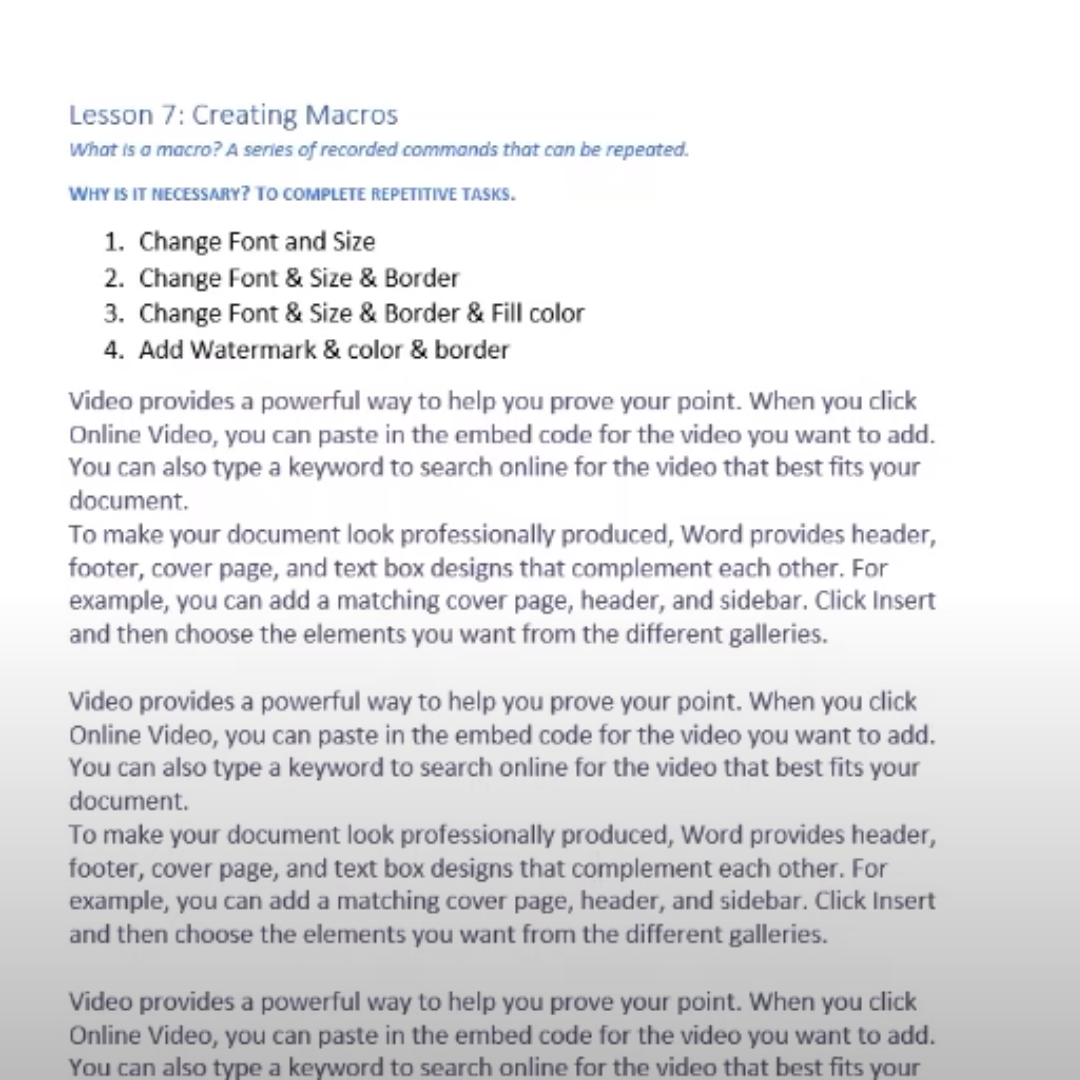 Lesson 7: Creating Macros
What is a macro? A series of recorded commands that can be repeated.
WHY IS IT NECESSARY? TO COMPLETE REPETITIVE TASKS.
1. Change Font and Size
2. Change Font & Size & Border
3. Change Font & Size & Border & Fill color
4. Add Watermark & color & border
Video provides a powerful way to help you prove your point. When you click
Online Video, you can paste in the embed code for the video you want to add.
You can also type a keyword to search online for the video that best fits your
document.
To make your document look professionally produced, Word provides header,
footer, cover page, and text box designs that complement each other. For
example, you can add a matching cover page, header, and sidebar. Click Insert
and then choose the elements you want from the different galleries.
Video provides a powerful way to help you prove your point. When you click
Online Video, you can paste in the embed code for the video you want to add.
You can also type a keyword to search online for the video that best fits your
document.
To make your document look professionally produced, Word provides header,
footer, cover page, and text box designs that complement each other. For
example, you can add a matching cover page, header, and sidebar. Click Insert
and then choose the elements you want from the different galleries.
Video provides a powerful way to help you prove your point. When you click
Online Video, you can paste in the embed code for the video you want to add.
You can also type a keyword to search online for the video that best fits your